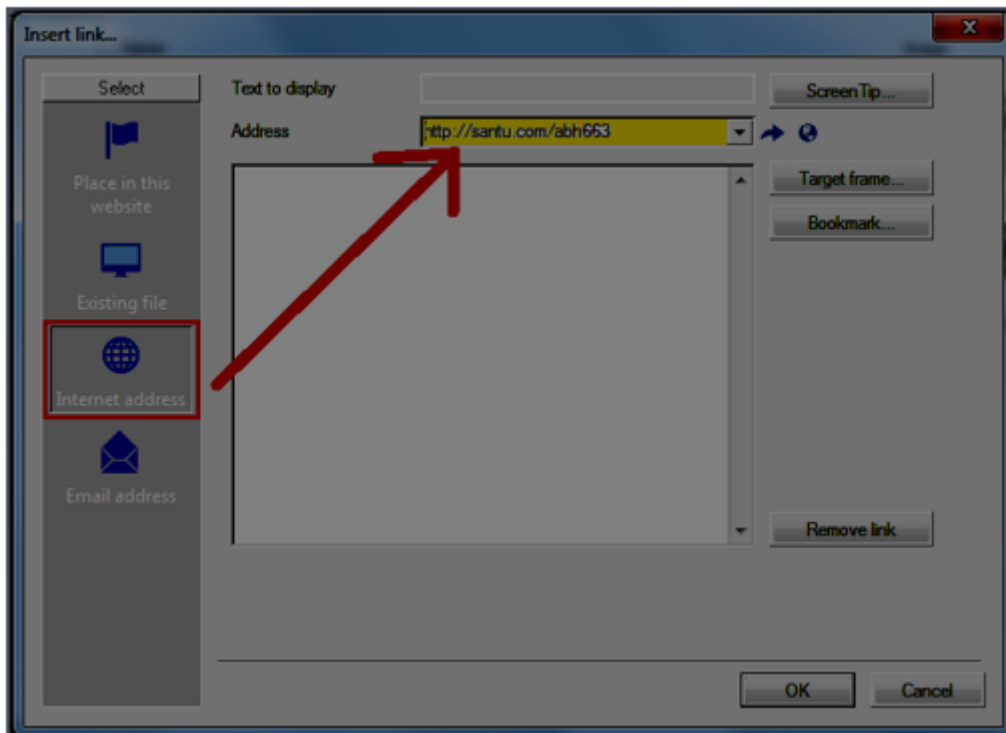 Insert link...
Select
Text to display
ScreenTip...
Address
http://santu.com/abh663
Place in this
website
Target frame...
Bookmark...
Existing file
Internet address
Email address
Remove link
OK
Cancel